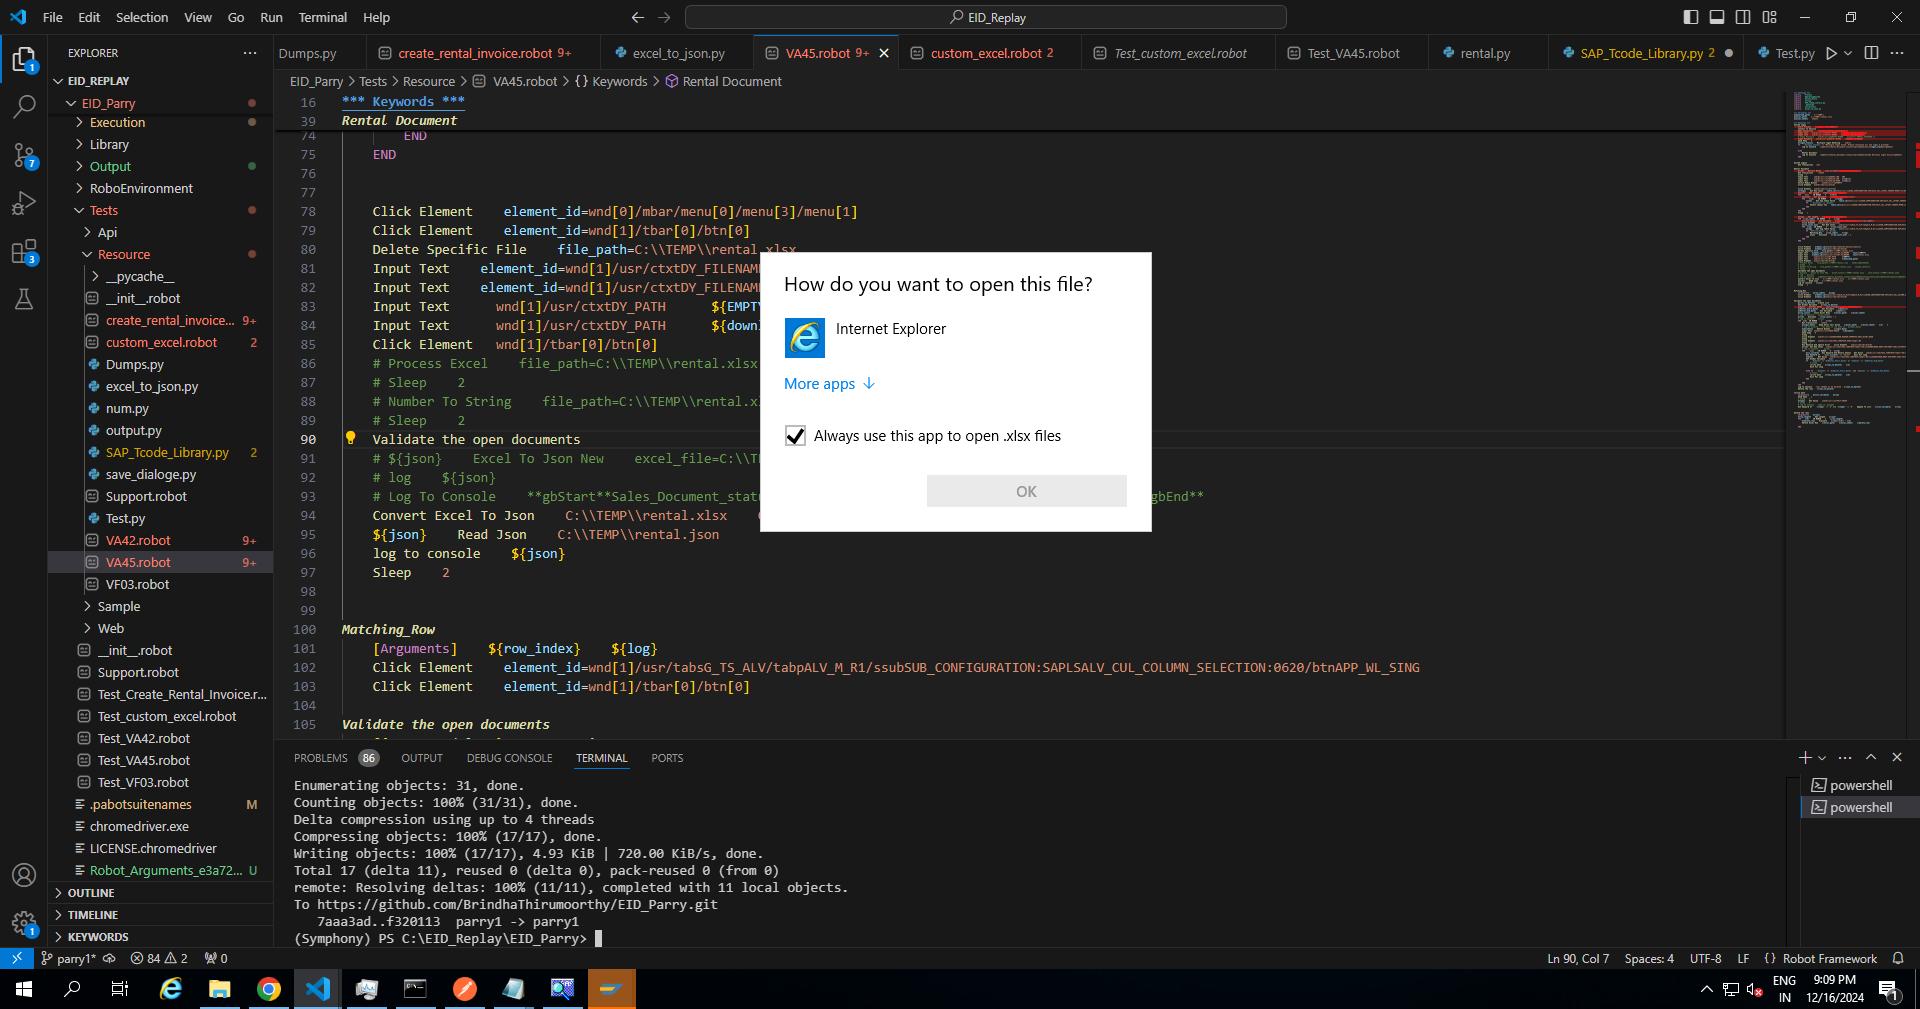 File Edit Selection View Go Run Terminal Help
EID_Replay
EXPLORER
Dumps.py
create_rental_invoice.robot 9+
excel_to_json.py
VA45.robot 9+
custom_excel.robot 2
Test_custom_excel.robot
Test_VA45.robot
rental.py
SAP_Tcode_Library.py 2
Test.py
EID_REPLAY
EID_Parry
Execution
Library
Output
RoboEnvironment
Tests
Api
Resource
__pycache__
__init__.robot
create_rental_invoice... 9+
custom_excel.robot 2
Dumps.py
excel_to_json.py
num.py
output.py
SAP_Tcode_Library.py 2
save_dialoge.py
Support.robot
Test.py
VA42.robot 9+
VA45.robot 9+
VF03.robot
Sample
Web
__init__.robot
Support.robot
Test_Create_Rental_Invoice.r...
Test_custom_excel.robot
Test_VA42.robot
Test_VA45.robot
Test_VF03.robot
.pabotsuitenames M
chromedriver.exe
LICENSE.chromedriver
Robot_Arguments_e3a72... U
OUTLINE
TIMELINE
KEYWORDS
1
7
3
1
EID_Parry > Tests > Resource > VA45.robot > {} Keywords > Rental Document
16 *** Keywords ***
39 Rental Document
74 END
75 END
76
77
78 Click Element element_id=wnd[0]/mbar/menu[0]/menu[3]/menu[1]
79 Click Element element_id=wnd[0]/tbar[0]/btn[0]
80 Delete Specific File file_path=C:\\TEMP\\rental.xlsx
81 Input Text element_id=wnd[1]/usr/ctxtDY_FILENAM
82 Input Text element_id=wnd[1]/usr/ctxtDY_FILENAM
83 Input Text wnd[1]/usr/ctxtDY_PATH ${EMPT
84 Input Text wnd[1]/usr/ctxtDY_PATH ${down
85 Click Element wnd[1]/tbar[0]/btn[0]
86 # Process Excel file_path=C:\\TEMP\\rental.xlsx
87 # Sleep 2
88 # Number To String file_path=C:\\TEMP\\rental.x
89 # Sleep 2
90 Validate the open documents
91 # ${json} Excel To Json New excel_file=C:\\T
92 # log ${json}
93 # Log To Console **gbStart**Sales_Document_stat gbEnd**
94 Convert Excel To Json C:\\TEMP\\rental.xlsx
95 ${json} Read Json C:\\TEMP\\rental.json
96 log to console ${json}
97 Sleep 2
98
99
100 Matching_Row
101 [Arguments] ${row_index} ${log}
102 Click Element element_id=wnd[1]/usr/tabsG_TS_ALV/tabpALV_M_R1/ssubSUB_CONFIGURATION:SAPLSALV_CUL_COLUMN_SELECTION:0620/btnAPP_WL_SING
103 Click Element element_id=wnd[1]/tbar[0]/btn[0]
104
105 Validate the open documents
How do you want to open this file?
Internet Explorer
More apps ↓
Always use this app to open .xlsx files
OK
PROBLEMS 86 OUTPUT DEBUG CONSOLE TERMINAL PORTS
Enumerating objects: 31, done.
Counting objects: 100% (31/31), done.
Delta compression using up to 4 threads
Compressing objects: 100% (17/17), done.
Writing objects: 100% (17/17), 4.93 KiB | 720.00 KiB/s, done.
Total 17 (delta 11), reused 0 (delta 0), pack-reused 0 (from 0)
remote: Resolving deltas: 100% (11/11), completed with 11 local objects.
To https://github.com/BrindhaThirumoorthy/EID_Parry.git
7aaa3ad..f320113 parry1 -> parry1
(Symphony) PS C:\EID_Replay\EID_Parry>
powershell
powershell
parry1* 84 2 0
Ln 90, Col 7 Spaces: 4 UTF-8 LF {} Robot Framework
ENG
IN
9:09 PM
12/16/2024
1